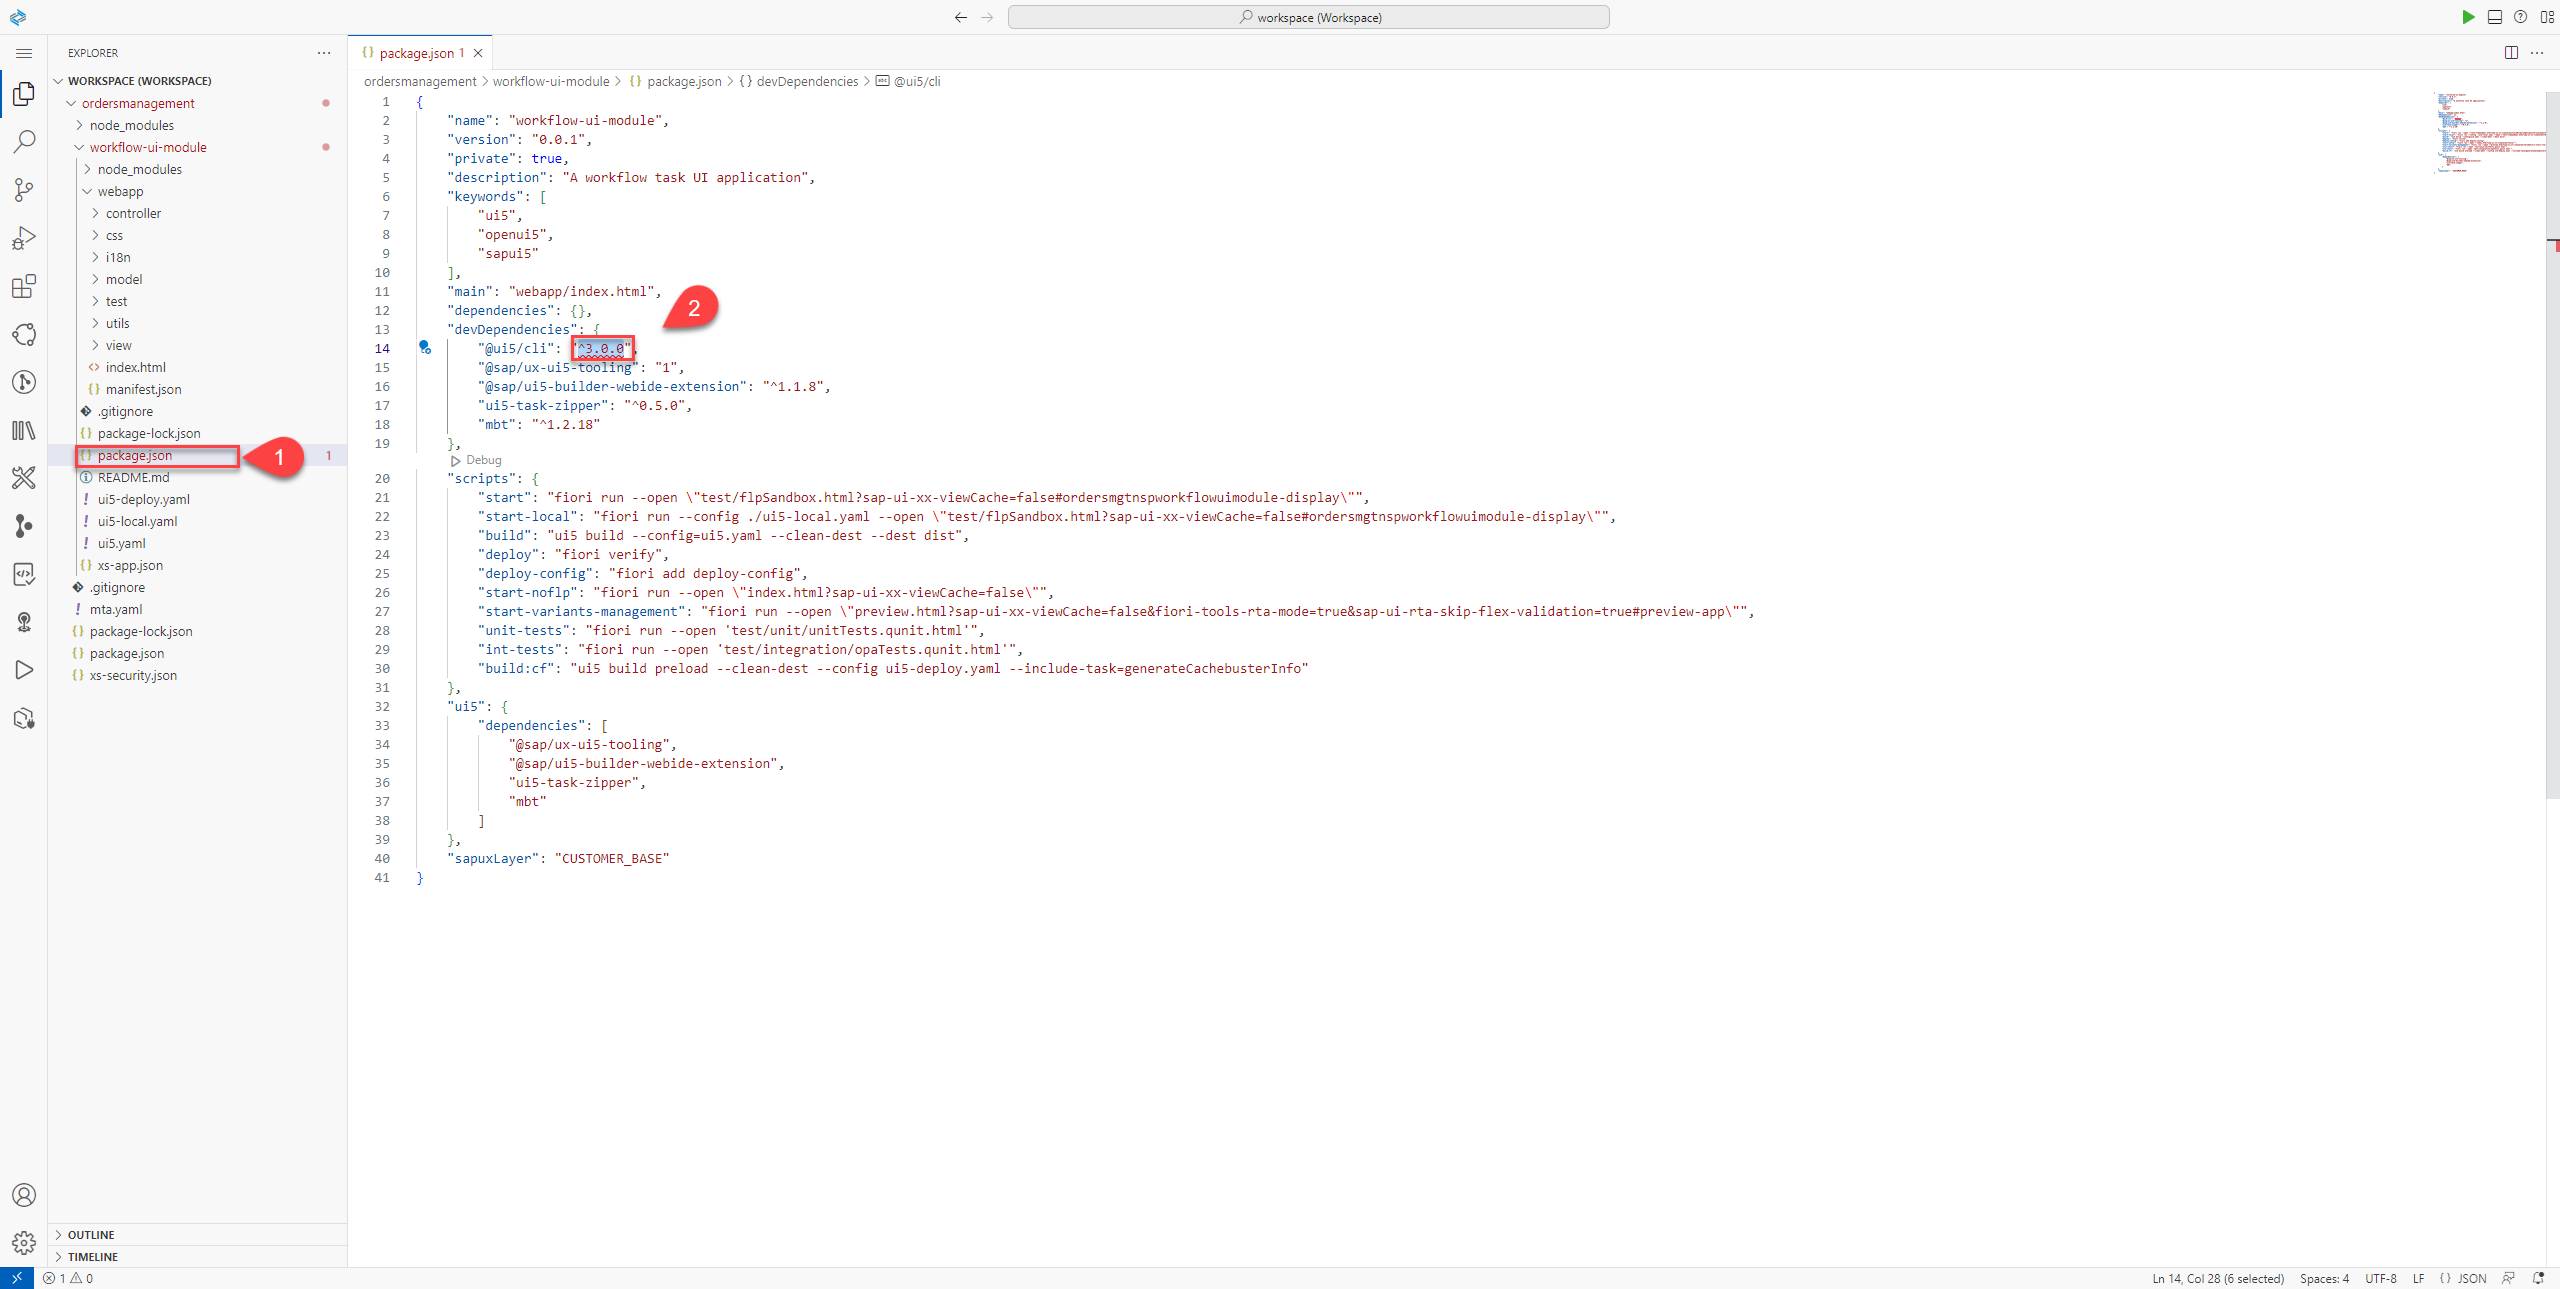 workspace (Workspace)
EXPLORER
package.json 1
WORKSPACE (WORKSPACE)
ordersmanagement
node_modules
workflow-ui-module
node_modules
webapp
controller
css
i18n
model
test
utils
view
index.html
manifest.json
.gitignore
package-lock.json
package.json 1
1
README.md
ui5-deploy.yaml
ui5-local.yaml
ui5.yaml
xs-app.json
.gitignore
mta.yaml
package-lock.json
package.json
xs-security.json
OUTLINE
TIMELINE
ordersmanagement > workflow-ui-module > {} package.json > {} devDependencies > @ui5/cli
1 {
2 "name": "workflow-ui-module",
3 "version": "0.0.1",
4 "private": true,
5 "description": "A workflow task UI application",
6 "keywords": [
7 "ui5",
8 "openui5",
9 "sapui5"
10 ],
11 "main": "webapp/index.html",
12 "dependencies": {},
13 "devDependencies": {
2
14 "@ui5/cli": "^3.0.0",
15 "@sap/ux-ui5-tooling": "1",
16 "@sap/ui5-builder-webide-extension": "^1.1.8",
17 "ui5-task-zipper": "^0.5.0",
18 "mbt": "^1.2.18"
19 },
Debug
20 "scripts": {
21 "start": "fiori run --open \"test/flpSandbox.html?sap-ui-xx-viewCache=false#ordersmgtnspworkflowuimodule-display\"",
22 "start-local": "fiori run --config ./ui5-local.yaml --open \"test/flpSandbox.html?sap-ui-xx-viewCache=false#ordersmgtnspworkflowuimodule-display\"",
23 "build": "ui5 build --config=ui5.yaml --clean-dest --dest dist",
24 "deploy": "fiori verify",
25 "deploy-config": "fiori add deploy-config",
26 "start-noflp": "fiori run --open \"index.html?sap-ui-xx-viewCache=false\"",
27 "start-variants-management": "fiori run --open \"preview.html?sap-ui-xx-viewCache=false&fiori-tools-rta-mode=true&sap-ui-rta-skip-flex-validation=true#preview-app\"",
28 "unit-tests": "fiori run --open 'test/unit/unitTests.qunit.html'",
29 "int-tests": "fiori run --open 'test/integration/opaTests.qunit.html'",
30 "build:cf": "ui5 build preload --clean-dest --config ui5-deploy.yaml --include-task=generateCachebusterInfo"
31 },
32 "ui5": {
33 "dependencies": [
34 "@sap/ux-ui5-tooling",
35 "@sap/ui5-builder-webide-extension",
36 "ui5-task-zipper",
37 "mbt"
38 ]
39 },
40 "sapuxLayer": "CUSTOMER_BASE"
41 }
1 0
Ln 14, Col 28 (6 selected) Spaces: 4 UTF-8 LF {} JSON